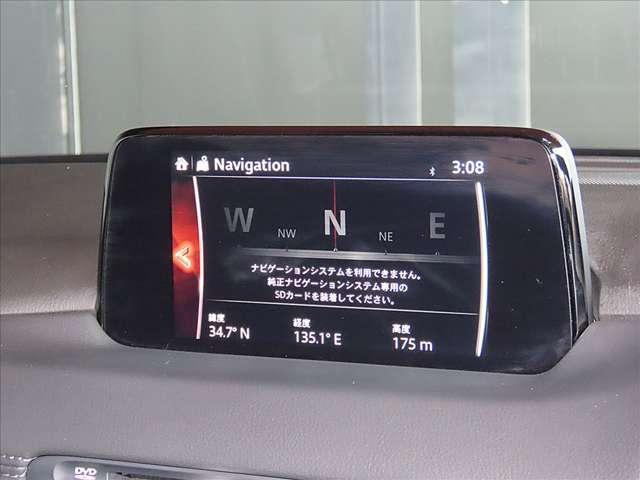 Navigation 3:08
W NW N NE E
ナビゲーションシステムを利用できません。
純正ナビゲーションシステム専用の
SDカードを装着してください。
緯度 経度 高度
34.7° N 135.1° E 175 m
DVD